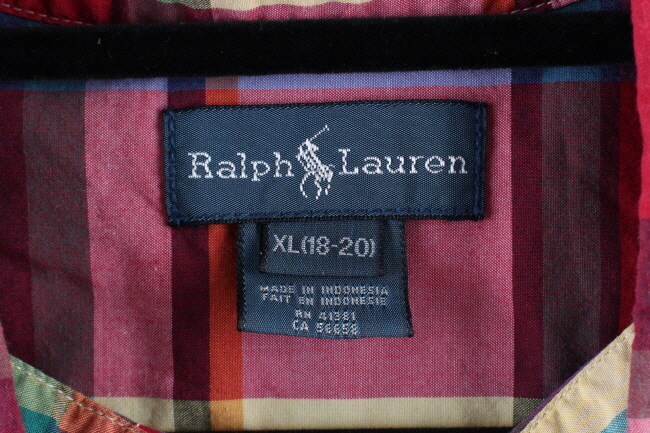 Ralph Lauren
XL(18-20)
MADE IN INDONESIA
FAIT EN INDONESIE
RN 41381
CA 56658